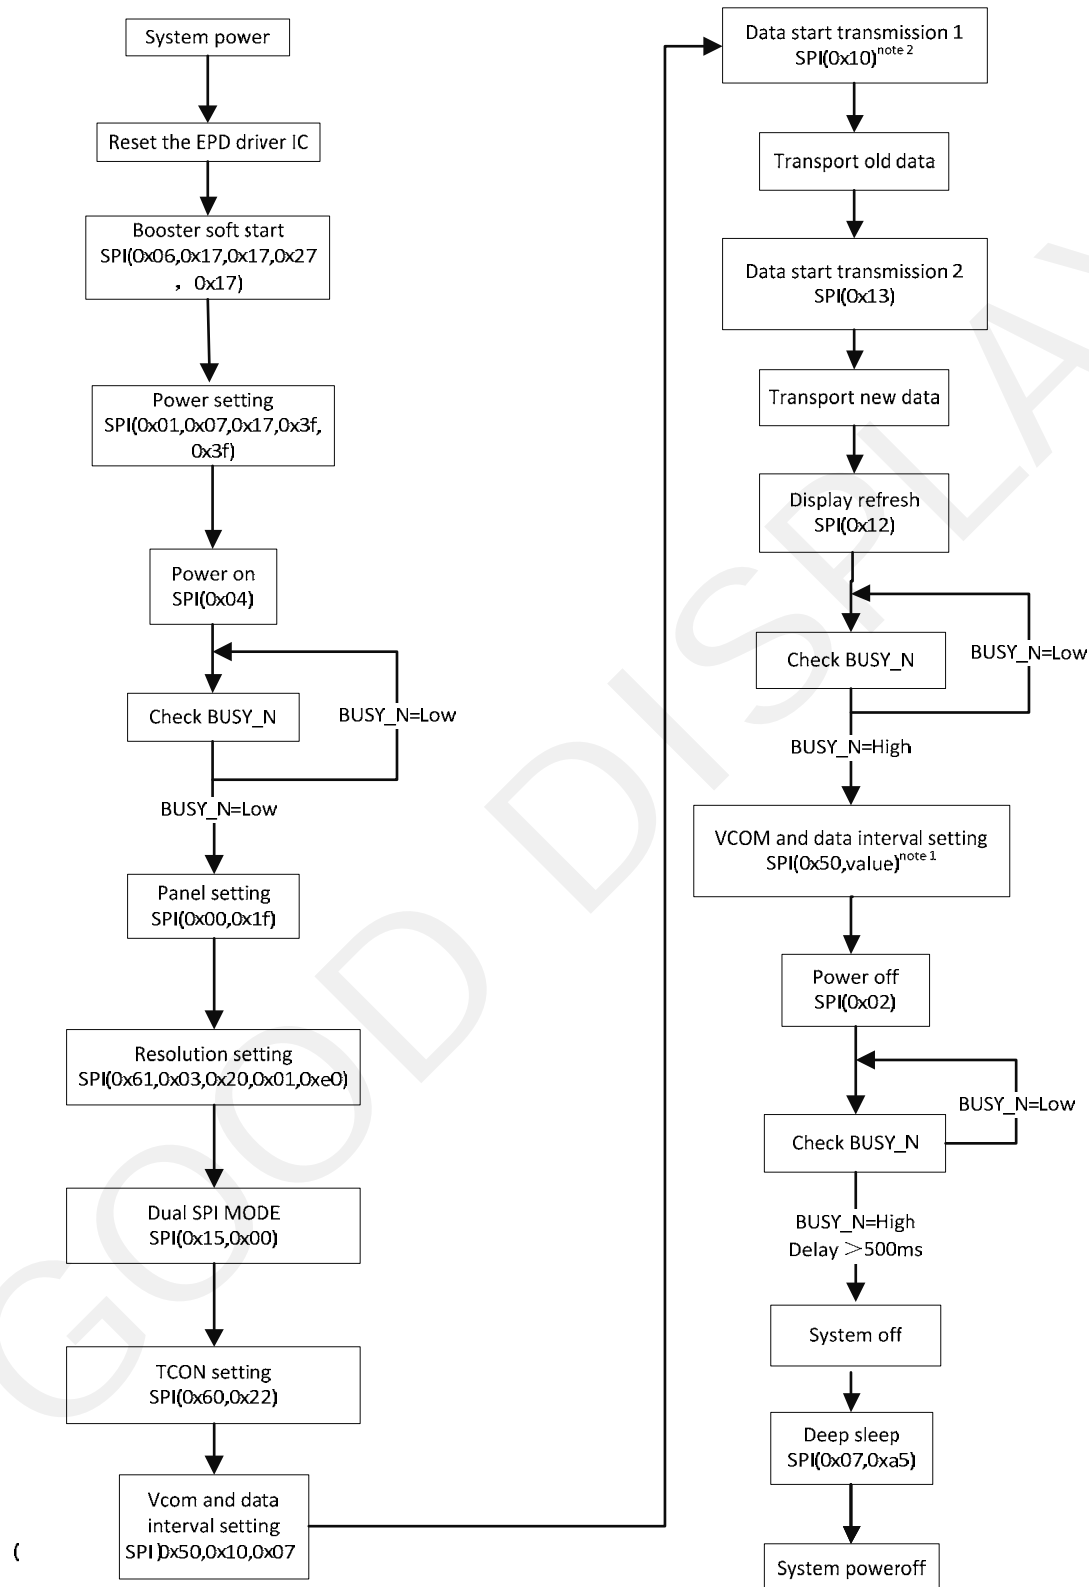 System power
Reset the EPD driver IC
Booster soft start
SPI(0x06,0x17,0x17,0x27
, 0x17)
Power setting
SPI(0x01,0x07,0x17,0x3f,
0x3f)
Power on
SPI(0x04)
Check BUSY_N
BUSY_N=Low
BUSY_N=Low
Panel setting
SPI(0x00,0x1f)
Resolution setting
SPI(0x61,0x03,0x20,0x01,0xe0)
Dual SPI MODE
SPI(0x15,0x00)
TCON setting
SPI(0x60,0x22)
Vcom and data
interval setting
( SPI )0x50,0x10,0x07
Data start transmission 1
SPI(0x10)note 2
Transport old data
Data start transmission 2
SPI(0x13)
Transport new data
Display refresh
SPI(0x12)
Check BUSY_N
BUSY_N=Low
BUSY_N=High
VCOM and data interval setting
SPI(0x50,value)note 1
Power off
SPI(0x02)
BUSY_N=Low
Check BUSY_N
BUSY_N=High
Delay >500ms
System off
Deep sleep
SPI(0x07,0xa5)
System poweroff
GOOD DISPLAY